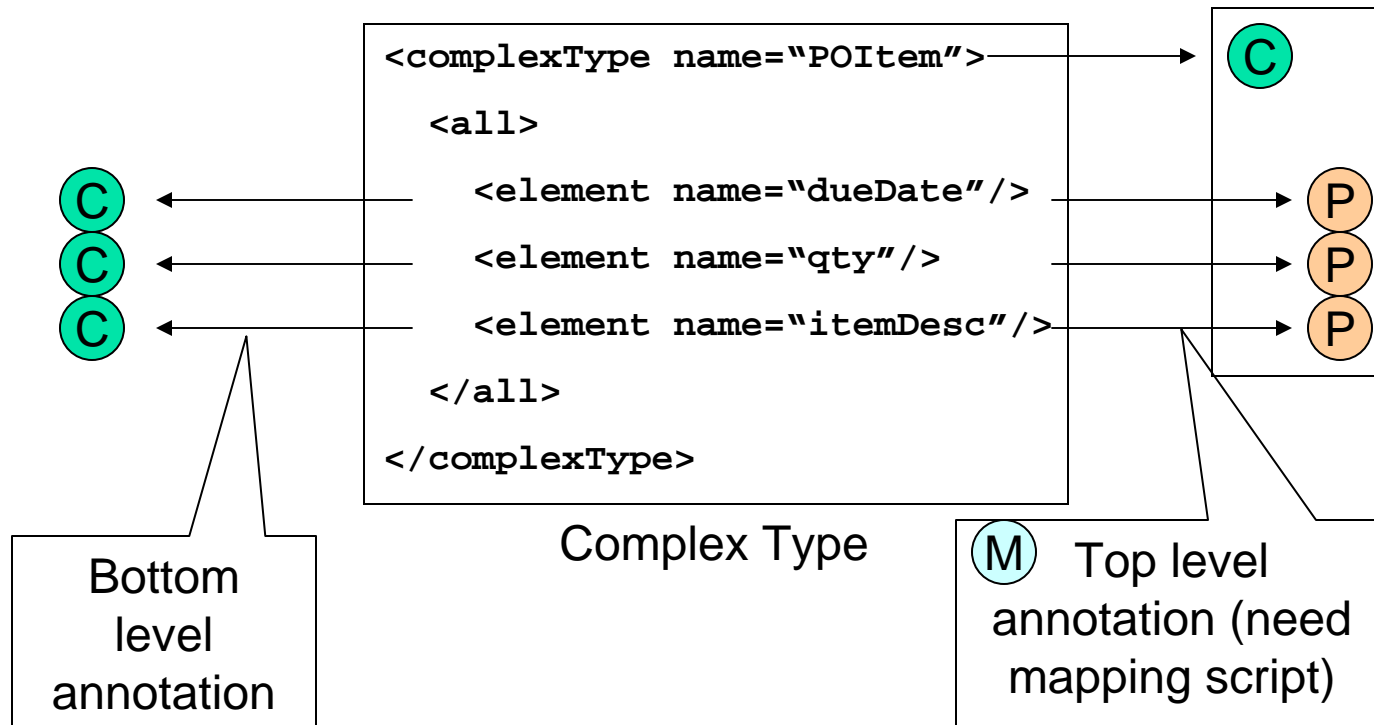 <complexType name=“POItem”>
C
<all>
C
<element name=“dueDate”/>
P
C
<element name=“qty”/>
P
C
<element name=“itemDesc”/>
P
</all>
</complexType>
Complex Type
Bottom
level
annotation
M
Top level
annotation (need
mapping script)